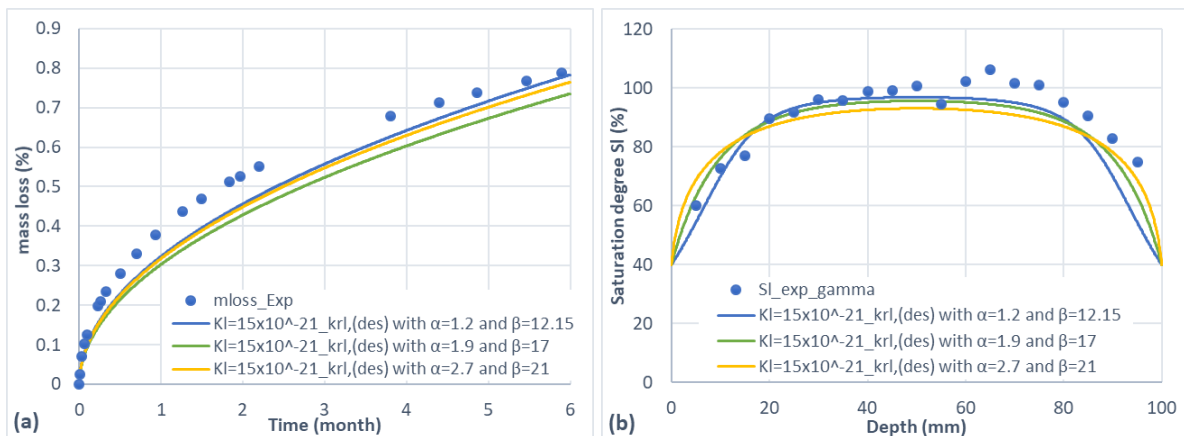 0.9
0.8
0.7
0.6
0.5
0.4
0.3
0.2
0.1
0
mass loss (%)
mloss_Exp
Kl=15x10^-21_krl,(des) with α=1.2 and β=12.15
Kl=15x10^-21_krl,(des) with α=1.9 and β=17
Kl=15x10^-21_krl,(des) with α=2.7 and β=21
0 1 2 3 4 5 6
(a)
Time (month)
120
100
80
60
40
20
0
Saturation degree Sl (%)
Sl_exp_gamma
Kl=15x10^-21_krl,(des) with α=1.2 and β=12.15
Kl=15x10^-21_krl,(des) with α=1.9 and β=17
Kl=15x10^-21_krl,(des) with α=2.7 and β=21
0 20 40 60 80 100
(b)
Depth (mm)